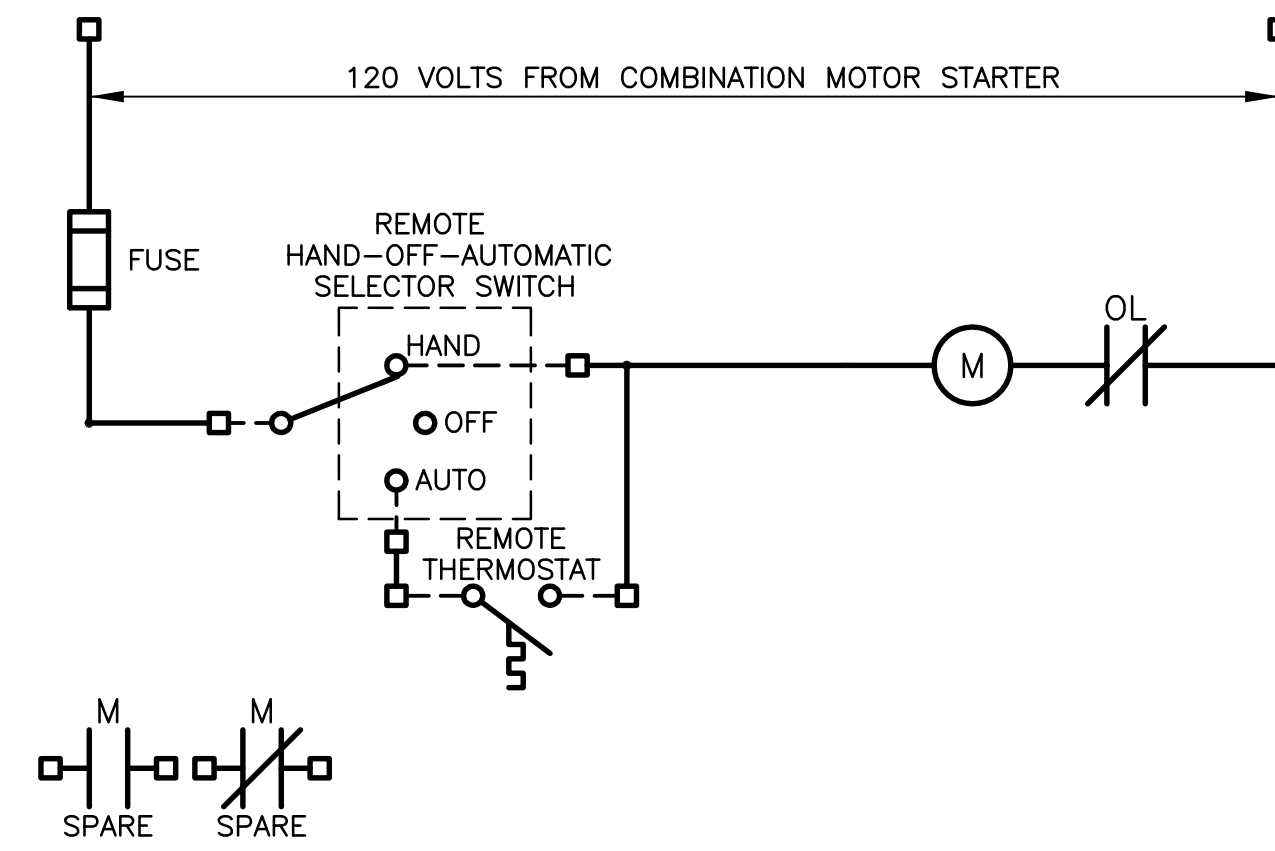 120 VOLTS FROM COMBINATION MOTOR STARTER
FUSE
REMOTE
HAND-OFF-AUTOMATIC
SELECTOR SWITCH
HAND
OFF
AUTO
OL
M
REMOTE
THERMOSTAT
M
M
SPARE
SPARE